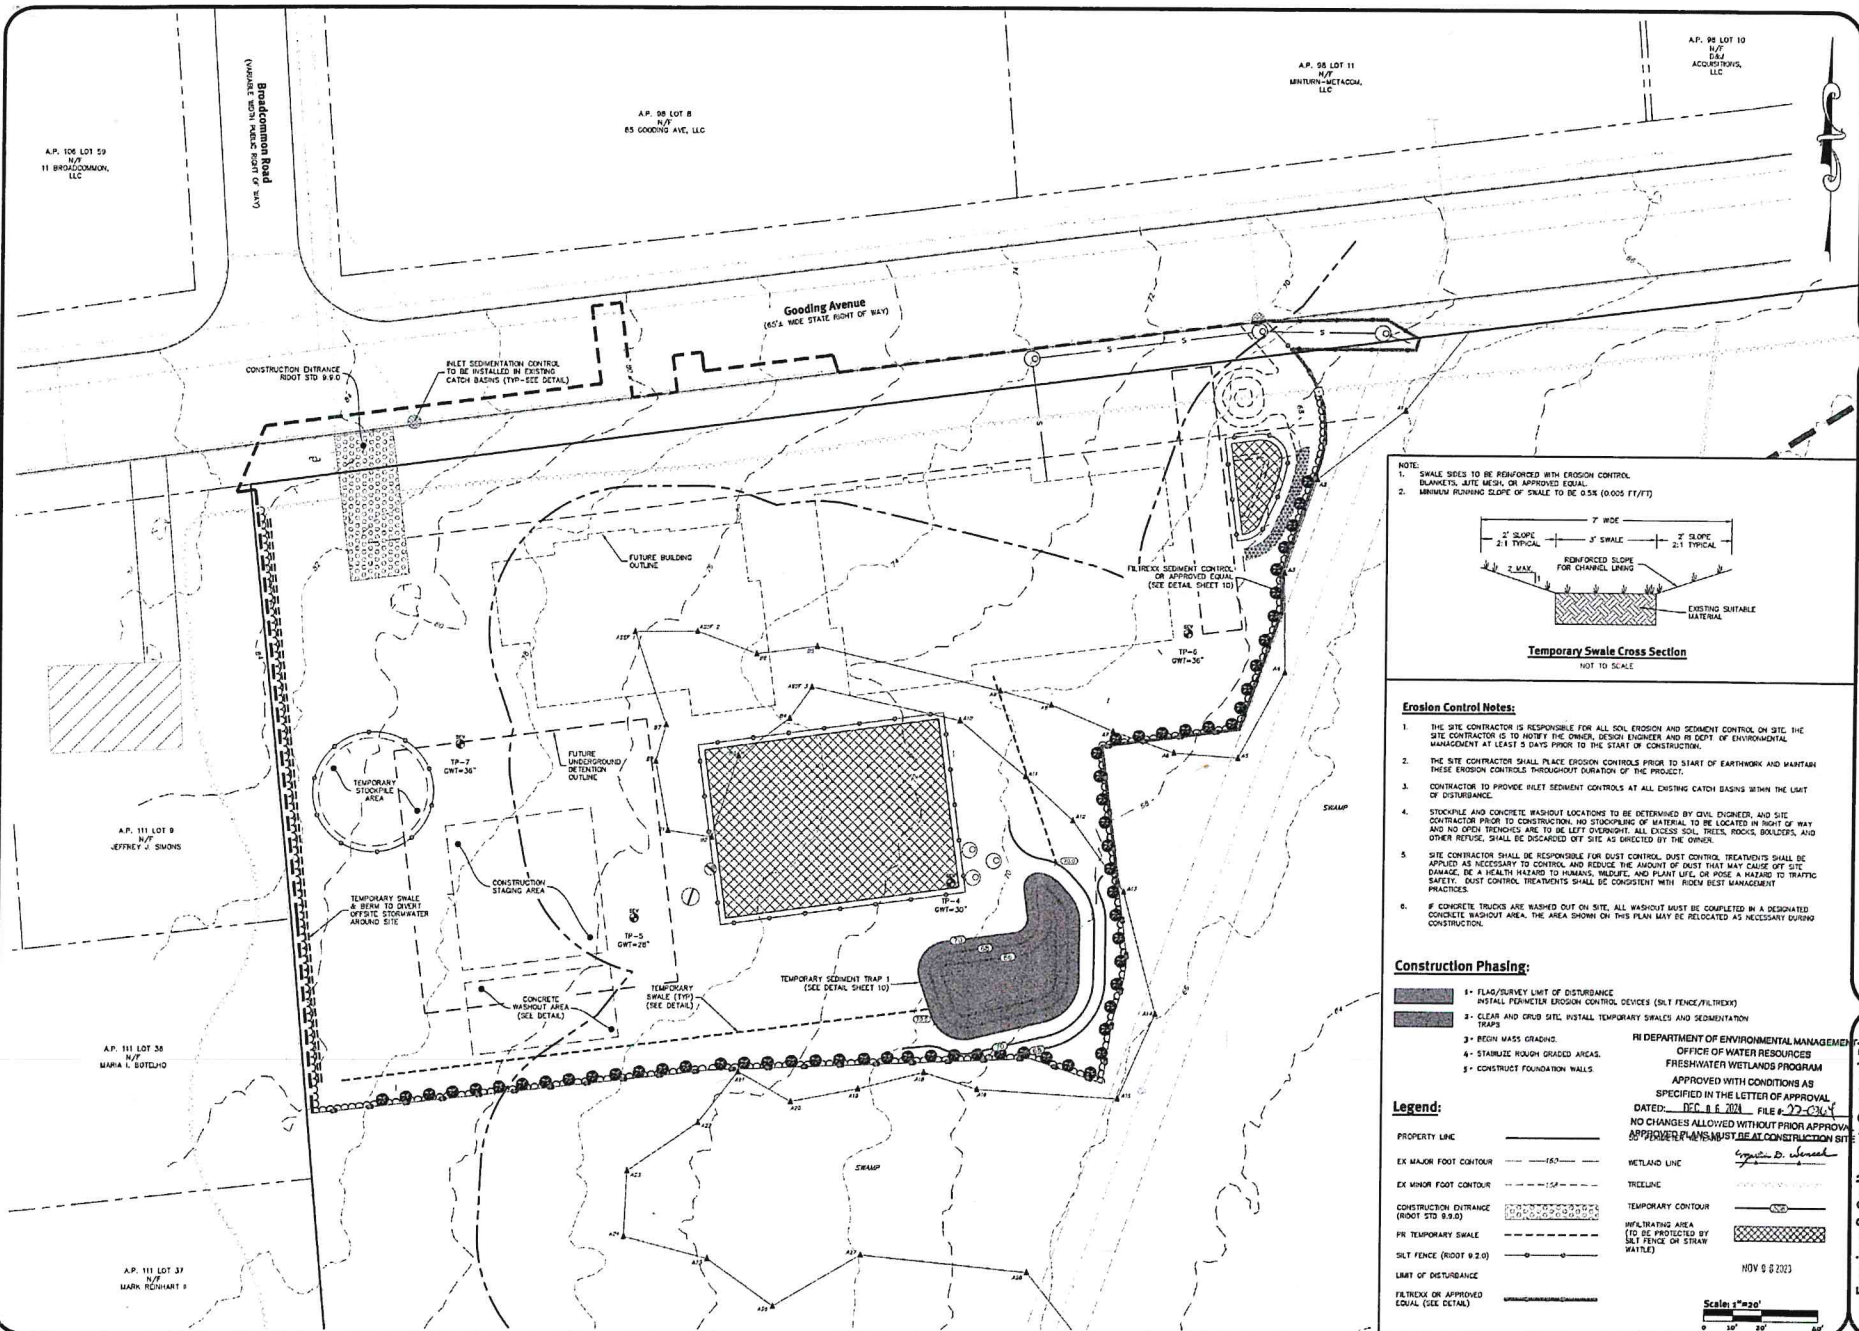 A.P. 106 LOT 59
N/F
11 BROADCOMMON,
LLC
Broadcommon Road
(VARIABLE WIDTH PUBLIC RIGHT OF WAY)
A.P. 98 LOT 8
N/F
85 GOODING AVE, LLC
A.P. 98 LOT 11
N/F
MINTURN-METACOM,
LLC
A.P. 98 LOT 10
N/F
D&J
ACQUISITIONS,
LLC
Gooding Avenue
(65'± WIDE STATE RIGHT OF WAY)
CONSTRUCTION ENTRANCE
RIDOT STD 9.9.0
INLET SEDIMENTATION CONTROL
TO BE INSTALLED IN EXISTING
CATCH BASINS (TYP-SEE DETAIL)
FUTURE BUILDING
OUTLINE
FILTREXX SEDIMENT CONTROL
OR APPROVED EQUAL
(SEE DETAIL SHEET 10)
TP-6
GWT=36"
TP-7
GWT=36"
FUTURE
UNDERGROUND
DETENTION
OUTLINE
TEMPORARY
STOCKPILE
AREA
A.P. 111 LOT 9
N/F
JEFFREY J. SIMONS
TEMPORARY SWALE
& BERM TO DIVERT
OFFSITE STORMWATER
AROUND SITE
CONSTRUCTION
STAGING AREA
TP-4
GWT=30"
TP-5
GWT=28"
SWAMP
TEMPORARY SEDIMENT TRAP 1
(SEE DETAIL SHEET 10)
TEMPORARY
SWALE (TYP)
(SEE DETAIL)
CONCRETE
WASHOUT AREA
(SEE DETAIL)
A.P. 111 LOT 38
N/F
MARIA I. BOTELHO
SWAMP
A.P. 111 LOT 37
N/F
MARK REINHART
NOTE:
1. SWALE SIDES TO BE REINFORCED WITH EROSION CONTROL
BLANKETS, JUTE MESH, OR APPROVED EQUAL.
2. MINIMUM RUNNING SLOPE OF SWALE TO BE 0.5% (0.005 FT/FT)
7' WIDE
2' SLOPE
2:1 TYPICAL
3' SWALE
2' SLOPE
2:1 TYPICAL
2 MAX.
1
REINFORCED SLOPE
FOR CHANNEL LINING
EXISTING SUITABLE
MATERIAL
Temporary Swale Cross Section
NOT TO SCALE
Erosion Control Notes:
1. THE SITE CONTRACTOR IS RESPONSIBLE FOR ALL SOIL EROSION AND SEDIMENT CONTROL ON SITE. THE
SITE CONTRACTOR IS TO NOTIFY THE OWNER, DESIGN ENGINEER AND RI DEPT. OF ENVIRONMENTAL
MANAGEMENT AT LEAST 5 DAYS PRIOR TO THE START OF CONSTRUCTION.
2. THE SITE CONTRACTOR SHALL PLACE EROSION CONTROLS PRIOR TO START OF EARTHWORK AND MAINTAIN
THESE EROSION CONTROLS THROUGHOUT DURATION OF THE PROJECT.
3. CONTRACTOR TO PROVIDE INLET SEDIMENT CONTROLS AT ALL EXISTING CATCH BASINS WITHIN THE LIMIT
OF DISTURBANCE.
4. STOCKPILE AND CONCRETE WASHOUT LOCATIONS TO BE DETERMINED BY CIVIL ENGINEER, AND SITE
CONTRACTOR PRIOR TO CONSTRUCTION. NO STOCKPILING OF MATERIAL TO BE LOCATED IN RIGHT OF WAY
AND NO OPEN TRENCHES ARE TO BE LEFT OVERNIGHT. ALL EXCESS SOIL, TREES, ROCKS, BOULDERS, AND
OTHER REFUSE, SHALL BE DISCARDED OFF SITE AS DIRECTED BY THE OWNER.
5. SITE CONTRACTOR SHALL BE RESPONSIBLE FOR DUST CONTROL. DUST CONTROL TREATMENTS SHALL BE
APPLIED AS NECESSARY TO CONTROL AND REDUCE THE AMOUNT OF DUST THAT MAY CAUSE OFF SITE
DAMAGE, BE A HEALTH HAZARD TO HUMANS, WILDLIFE, AND PLANT LIFE, OR POSE A HAZARD TO TRAFFIC
SAFETY. DUST CONTROL TREATMENTS SHALL BE CONSISTENT WITH RIDEM BEST MANAGEMENT
PRACTICES.
6. IF CONCRETE TRUCKS ARE WASHED OUT ON SITE, ALL WASHOUT MUST BE COMPLETED IN A DESIGNATED
CONCRETE WASHOUT AREA. THE AREA SHOWN ON THIS PLAN MAY BE RELOCATED AS NECESSARY DURING
CONSTRUCTION.
Construction Phasing:
1- FLAG/SURVEY LIMIT OF DISTURBANCE
INSTALL PERIMETER EROSION CONTROL DEVICES (SILT FENCE/FILTREXX)
2- CLEAR AND GRUB SITE, INSTALL TEMPORARY SWALES AND SEDIMENTATION
TRAPS
3- BEGIN MASS GRADING.
4- STABILIZE ROUGH GRADED AREAS.
5- CONSTRUCT FOUNDATION WALLS.
RI DEPARTMENT OF ENVIRONMENTAL MANAGEMENT
OFFICE OF WATER RESOURCES
FRESHWATER WETLANDS PROGRAM
APPROVED WITH CONDITIONS AS
SPECIFIED IN THE LETTER OF APPROVAL
DATED: DEC 06 2024 FILE #: 22-0364
NO CHANGES ALLOWED WITHOUT PRIOR APPROVAL
APPROVED PLANS MUST BE AT CONSTRUCTION SITE
Legend:
PROPERTY LINE
EX MAJOR FOOT CONTOUR
EX MINOR FOOT CONTOUR
CONSTRUCTION ENTRANCE
(RIDOT STD 9.9.0)
PR TEMPORARY SWALE
SILT FENCE (RIDOT 9.2.0)
LIMIT OF DISTURBANCE
FILTREXX OR APPROVED
EQUAL (SEE DETAIL)
WETLAND LINE
TREELINE
TEMPORARY CONTOUR
INFILTRATING AREA
(TO BE PROTECTED BY
SILT FENCE OR STRAW
WATTLE)
Scale: 1"=20'
0 10' 20' 40'